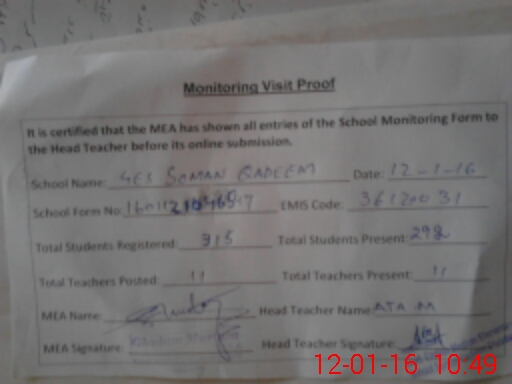 Monitoring Visit Proof
It is certified that the MEA has shown all entries of the School Monitoring Form to
the Head Teacher before its online submission.
School Name: GES SOMAN QADEEM Date: 12-1-16
School Form No: EMIS Code: 36120031
Total Students Registered: 315 Total Students Present: 292
Total Teachers Posted: 11 Total Teachers Present: 11
MEA Name: Head Teacher Name: ATA M
MEA Signature: Head Teacher Signature:
12-01-16 10:49